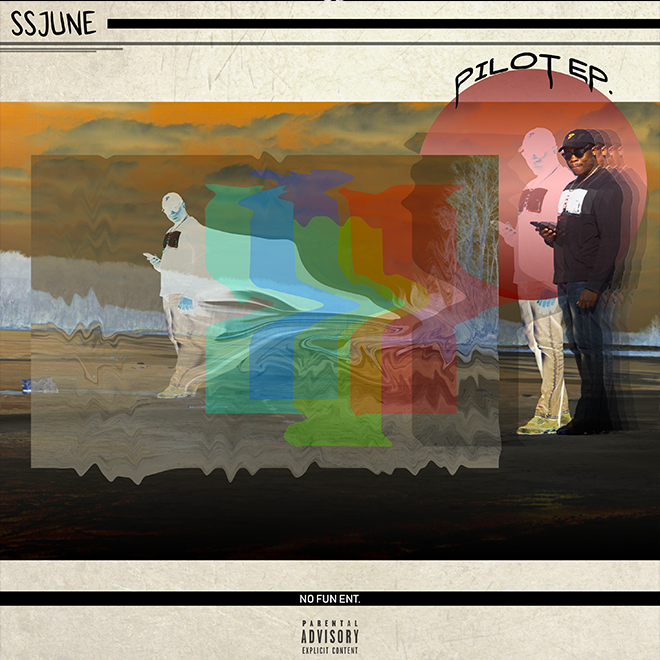 SSJUNE
PILOT EP.
NO FUN ENT.
PARENTAL
ADVISORY
EXPLICIT CONTENT